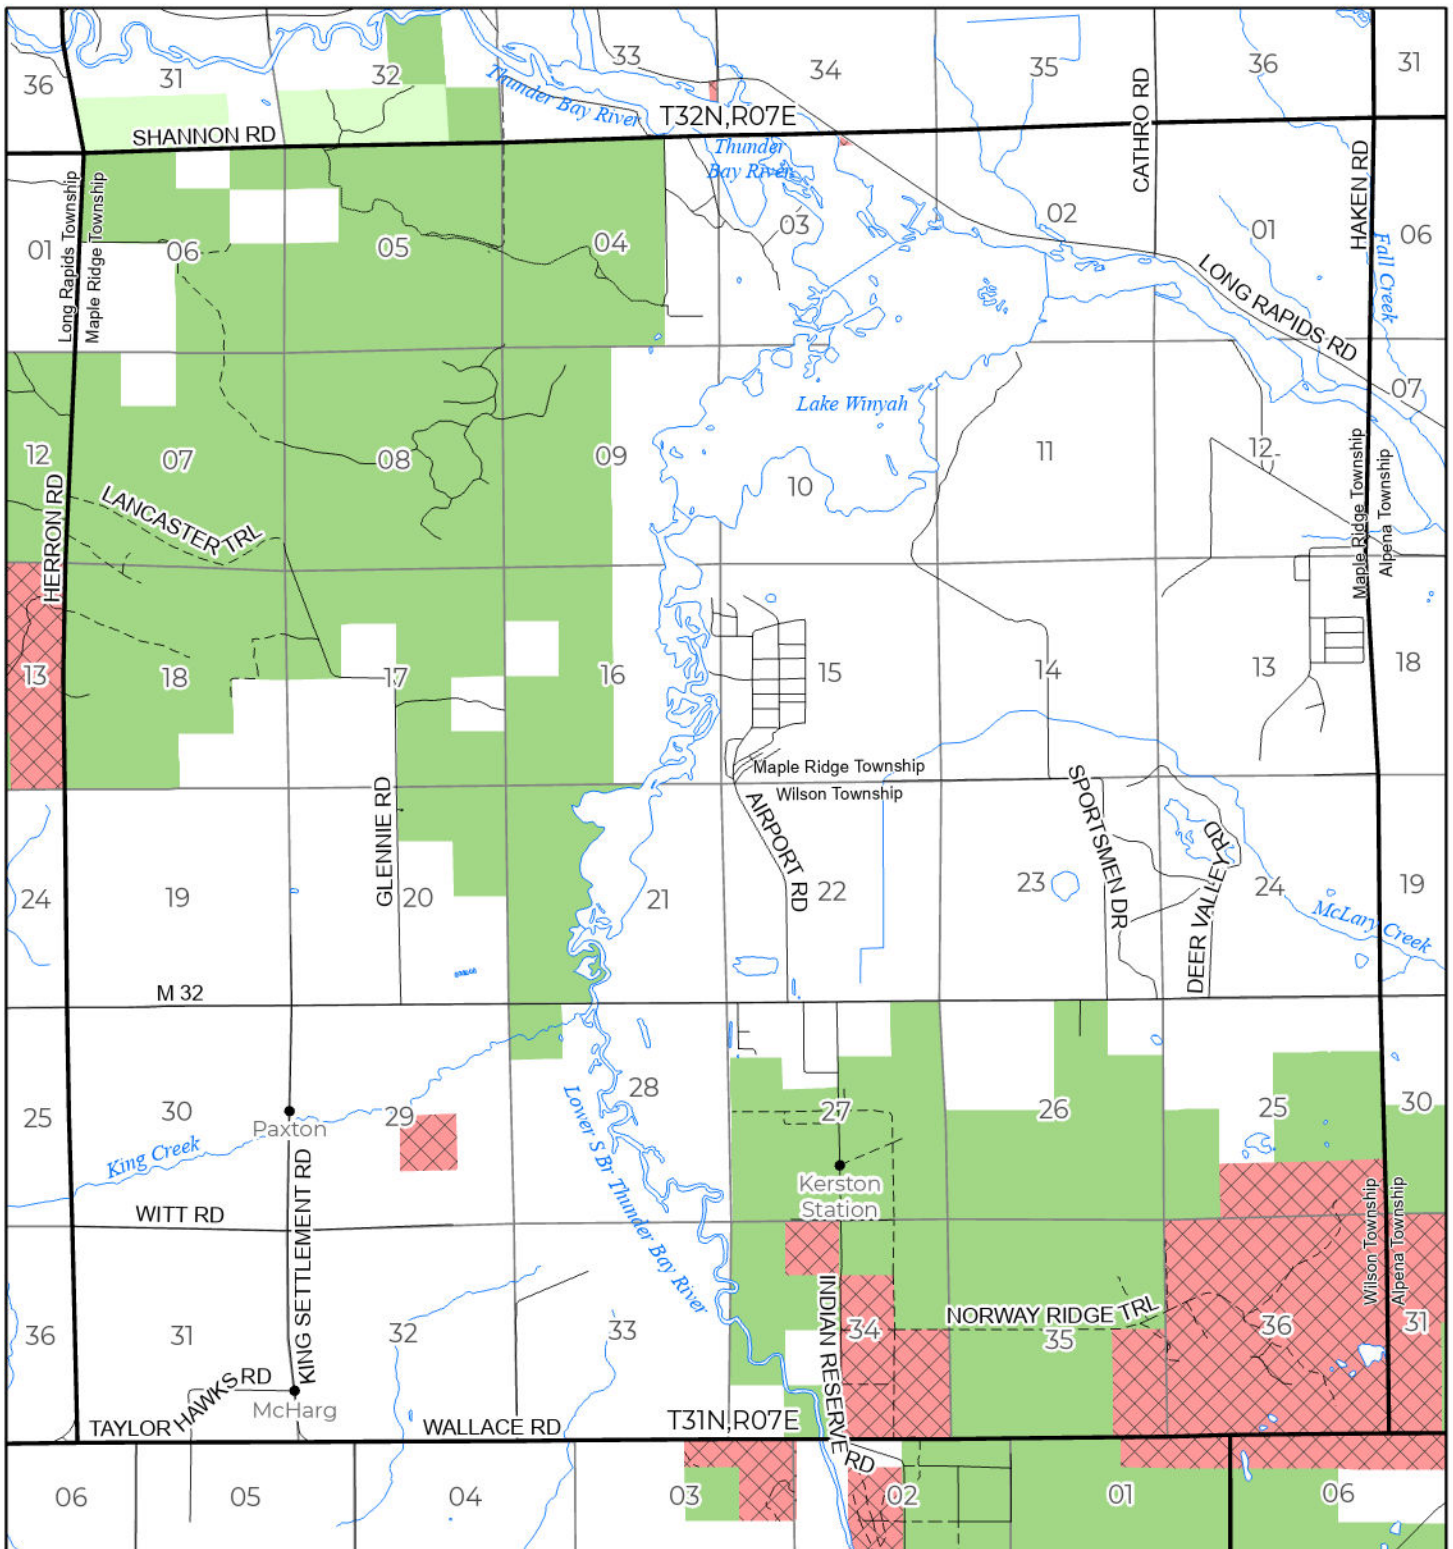 33
34
35
36
31
36
31
32
Thunder Bay River
T32N,R07E
SHANNON RD
CATHRO RD
HAKEN RD
Thunder
Bay River
Long Rapids Township
Maple Ridge Township
01
06
05
04
03
02
01
06
Fall Creek
LONG RAPIDS RD
07
Lake Winyah
12
07
08
09
10
11
12
HERRON RD
LANCASTER TRL
Maple Ridge Township
Alpena Township
13
18
17
16
15
14
13
18
Maple Ridge Township
Wilson Township
GLENNIE RD
AIRPORT RD
SPORTSMEN DR
DEER VALLEY RD
24
19
20
21
22
23
24
19
McLary Creek
M 32
25
30
29
28
27
26
25
30
Paxton
King Creek
Lower S Br Thunder Bay River
Kerston
Station
KING SETTLEMENT RD
WITT RD
Wilson Township
Alpena Township
INDIAN RESERVE RD
NORWAY RIDGE TRL
36
31
32
33
34
35
36
31
TAYLOR HAWKS RD
McHarg
WALLACE RD
T31N,R07E
06
05
04
03
02
01
06